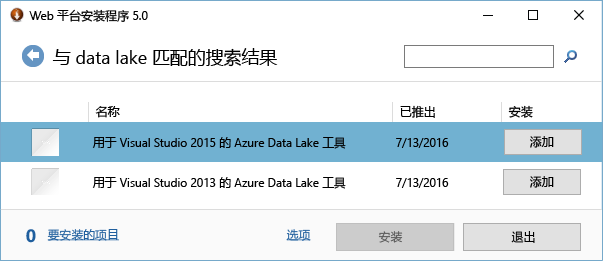 Web 平台安装程序 5.0
与 data lake 匹配的搜索结果
名称 已推出 安装
用于 Visual Studio 2015 的 Azure Data Lake 工具 7/13/2016 添加
用于 Visual Studio 2013 的 Azure Data Lake 工具 7/13/2016 添加
0 要安装的项目 选项 安装 退出